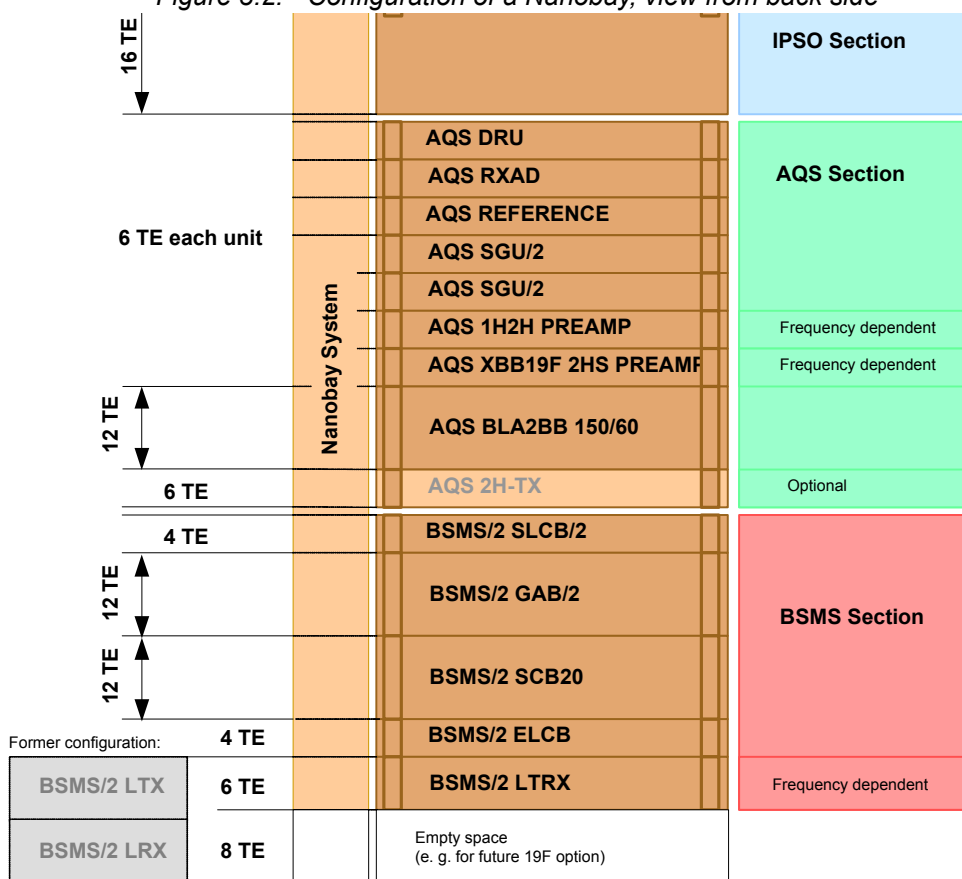 Figure 3.2. Configuration of a Nanobay, view from back side
16 TE
IPSO Section
AQS DRU
AQS RXAD
AQS Section
AQS REFERENCE
6 TE each unit
AQS SGU/2
AQS SGU/2
AQS 1H2H PREAMP
Frequency dependent
AQS XBB19F 2HS PREAMP
Frequency dependent
Nanobay System
12 TE
AQS BLA2BB 150/60
6 TE
AQS 2H-TX
Optional
4 TE
BSMS/2 SLCB/2
12 TE
BSMS/2 GAB/2
BSMS Section
12 TE
BSMS/2 SCB20
Former configuration:
4 TE
BSMS/2 ELCB
BSMS/2 LTX
6 TE
BSMS/2 LTRX
Frequency dependent
BSMS/2 LRX
8 TE
Empty space
(e. g. for future 19F option)